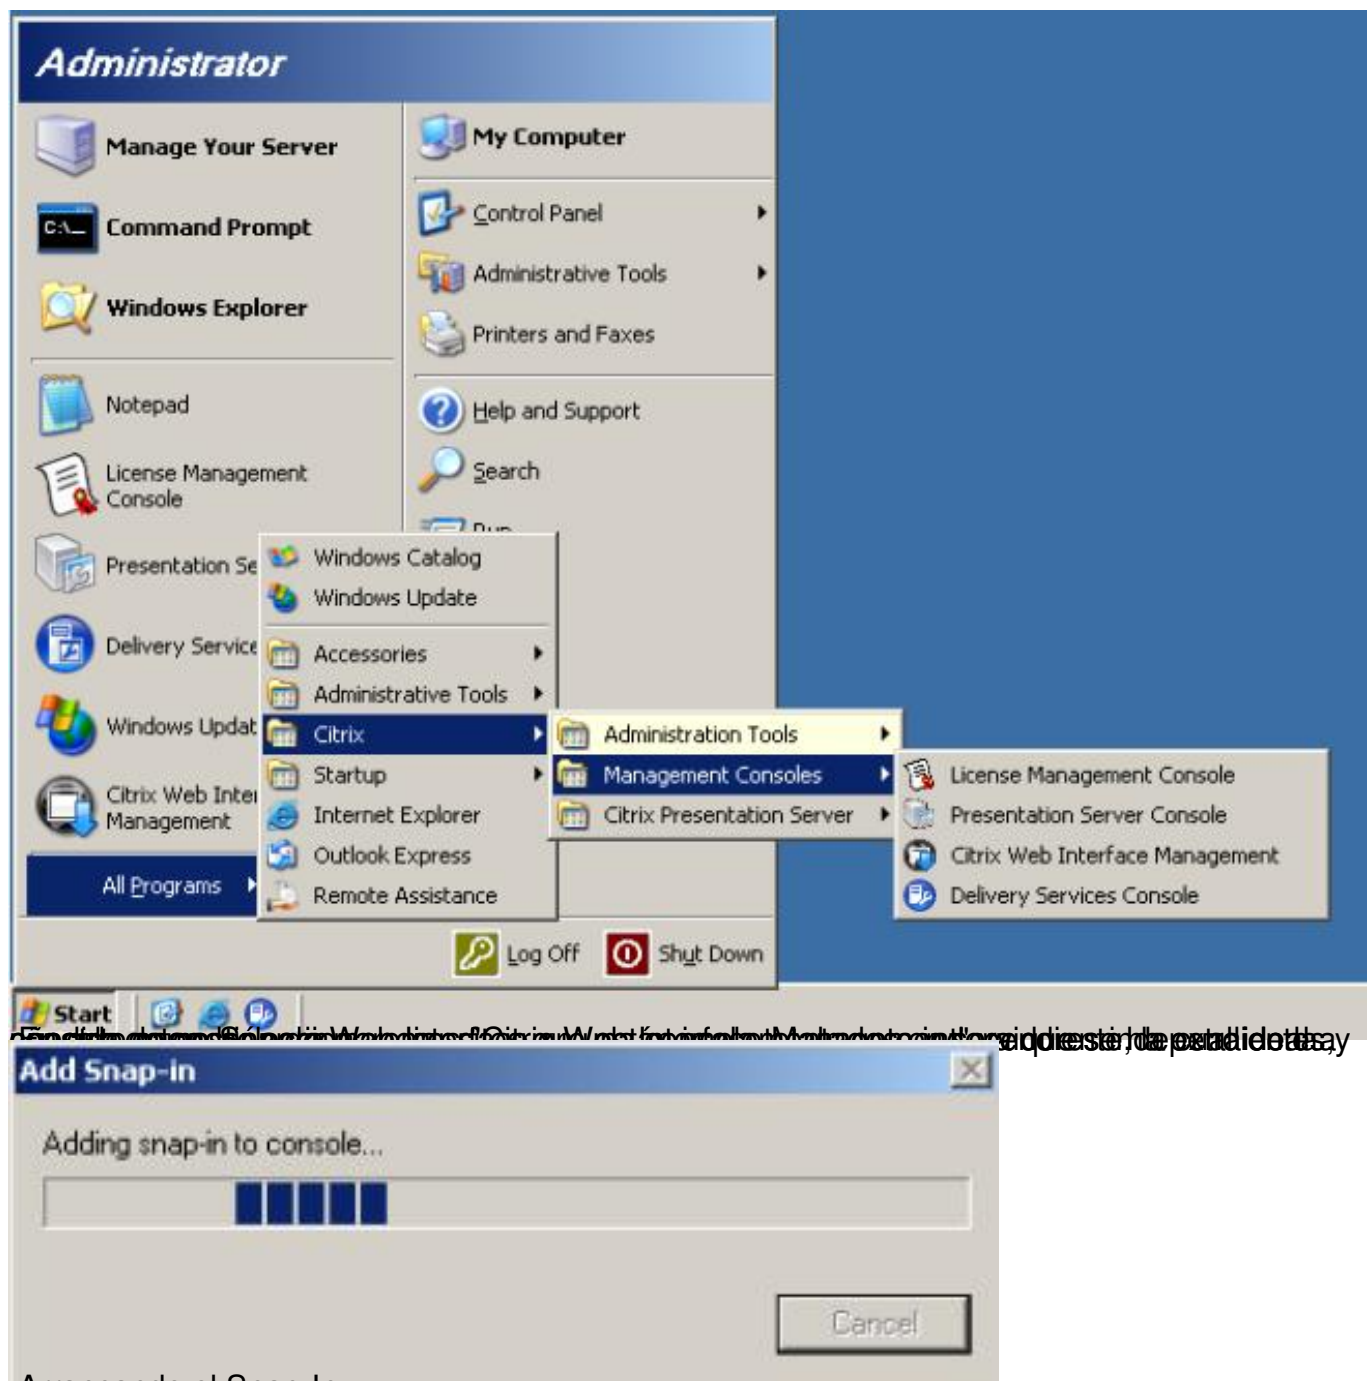 Administrator
Manage Your Server
Command Prompt
Windows Explorer
Notepad
License Management
Console
Presentation Se
Delivery Service
Windows Updat
Citrix Web Inter
Management
All Programs
My Computer
Control Panel
Administrative Tools
Printers and Faxes
Help and Support
Search
Windows Catalog
Windows Update
Accessories
Administrative Tools
Citrix
Startup
Internet Explorer
Outlook Express
Remote Assistance
Administration Tools
Management Consoles
Citrix Presentation Server
License Management Console
Presentation Server Console
Citrix Web Interface Management
Delivery Services Console
Log Off
Shut Down
Start
Add Snap-in
Adding snap-in to console...
Cancel